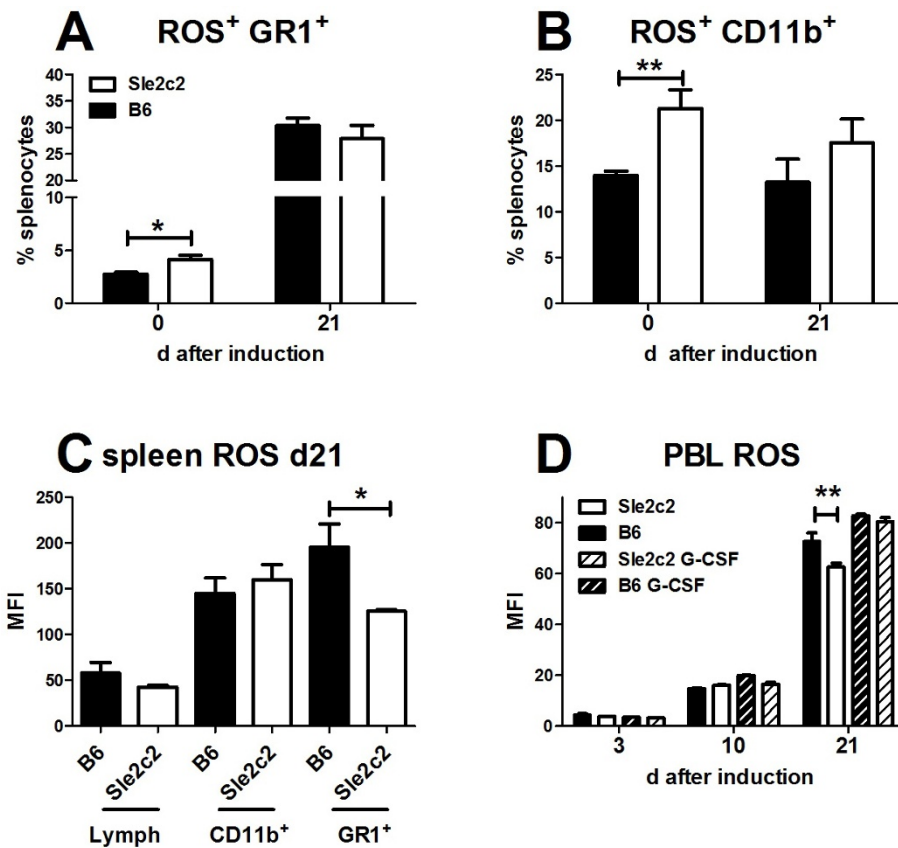 A ROS+ GR1+
% splenocytes
40
35
30
25
20
10
5
0
Sle2c2
B6
*
0 21
d after induction
B ROS+ CD11b+
% splenocytes
25
20
15
10
5
0
**
0 21
d after induction
C spleen ROS d21
MFI
250
200
150
100
50
0
*
B6 Sle2c2 B6 Sle2c2 B6 Sle2c2
Lymph CD11b+ GR1+
D PBL ROS
MFI
80
60
40
20
0
Sle2c2
B6
Sle2c2 G-CSF
B6 G-CSF
**
3 10 21
d after induction